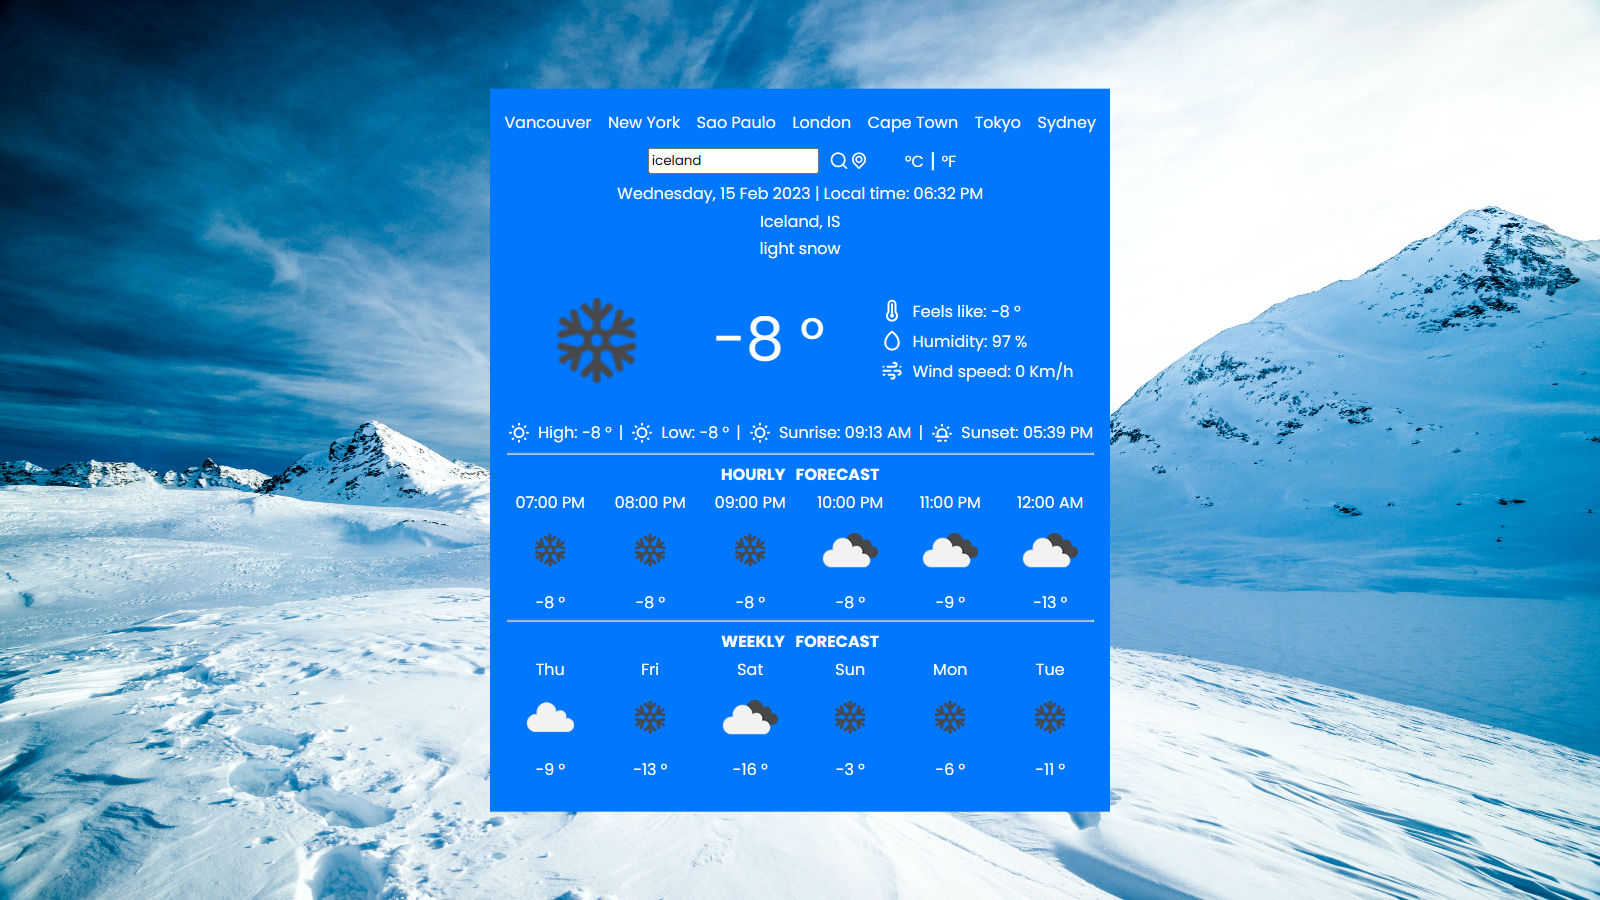 Vancouver New York Sao Paulo London Cape Town Tokyo Sydney
iceland °C | °F
Wednesday, 15 Feb 2023 | Local time: 06:32 PM
Iceland, IS
light snow
-8 °
Feels like: -8 °
Humidity: 97 %
Wind speed: 0 Km/h
High: -8 ° | Low: -8 ° | Sunrise: 09:13 AM | Sunset: 05:39 PM
HOURLY FORECAST
07:00 PM 08:00 PM 09:00 PM 10:00 PM 11:00 PM 12:00 AM
-8 ° -8 ° -8 ° -8 ° -9 ° -13 °
WEEKLY FORECAST
Thu Fri Sat Sun Mon Tue
-9 ° -13 ° -16 ° -3 ° -6 ° -11 °